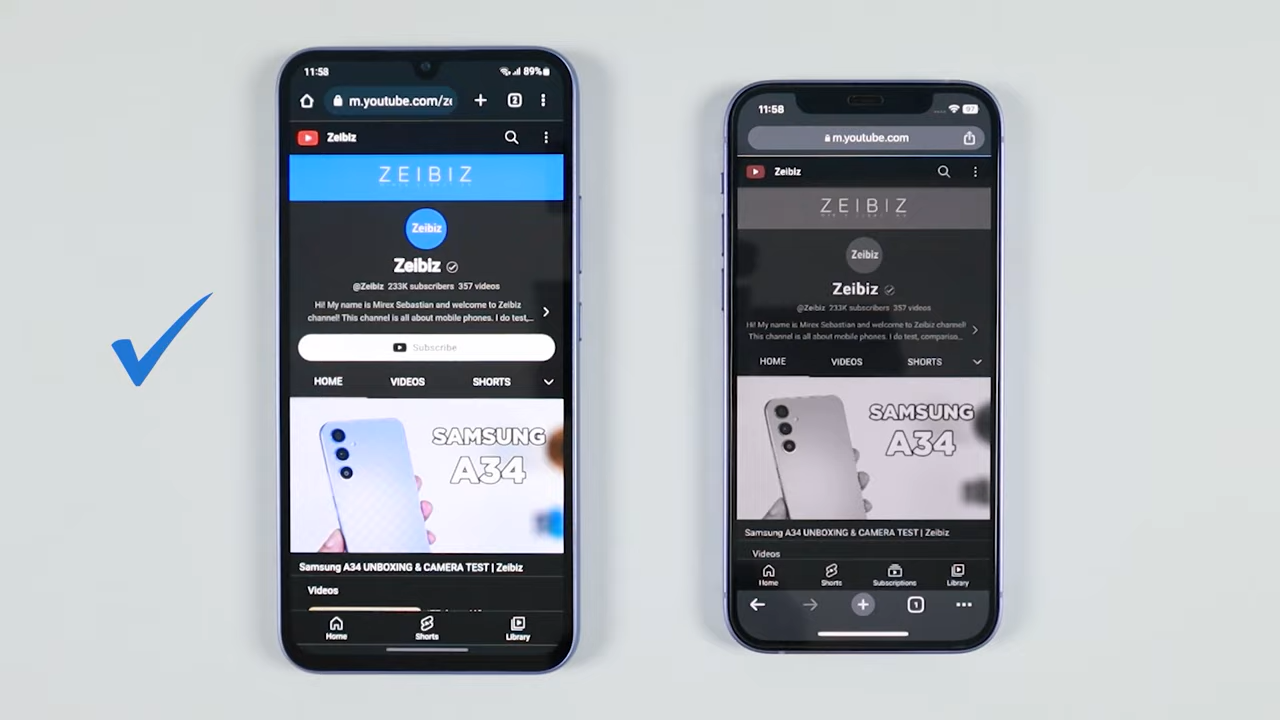 11:58
89%
m.youtube.com/ze
2
Zeibiz
ZEIBIZ
Zeibiz
Zeibiz
@Zeibiz 233K subscribers 357 videos
Hi! My name is Mirex Sebastian and welcome to Zeibiz
channel! This channel is all about mobile phones. I do test,...
Subscribe
HOME VIDEOS SHORTS
SAMSUNG
A34
Samsung A34 UNBOXING & CAMERA TEST | Zeibiz
Videos
Home Shorts Library
11:58
97
m.youtube.com
Zeibiz
ZEIBIZ
Zeibiz
Zeibiz
@Zeibiz 233K subscribers 357 videos
Hi! My name is Mirex Sebastian and welcome to Zeibiz channel!
This channel is all about mobile phones. I do test, compariso...
HOME VIDEOS SHORTS
SAMSUNG
A34
Samsung A34 UNBOXING & CAMERA TEST | Zeibiz
Videos
Home Shorts Subscriptions Library
1